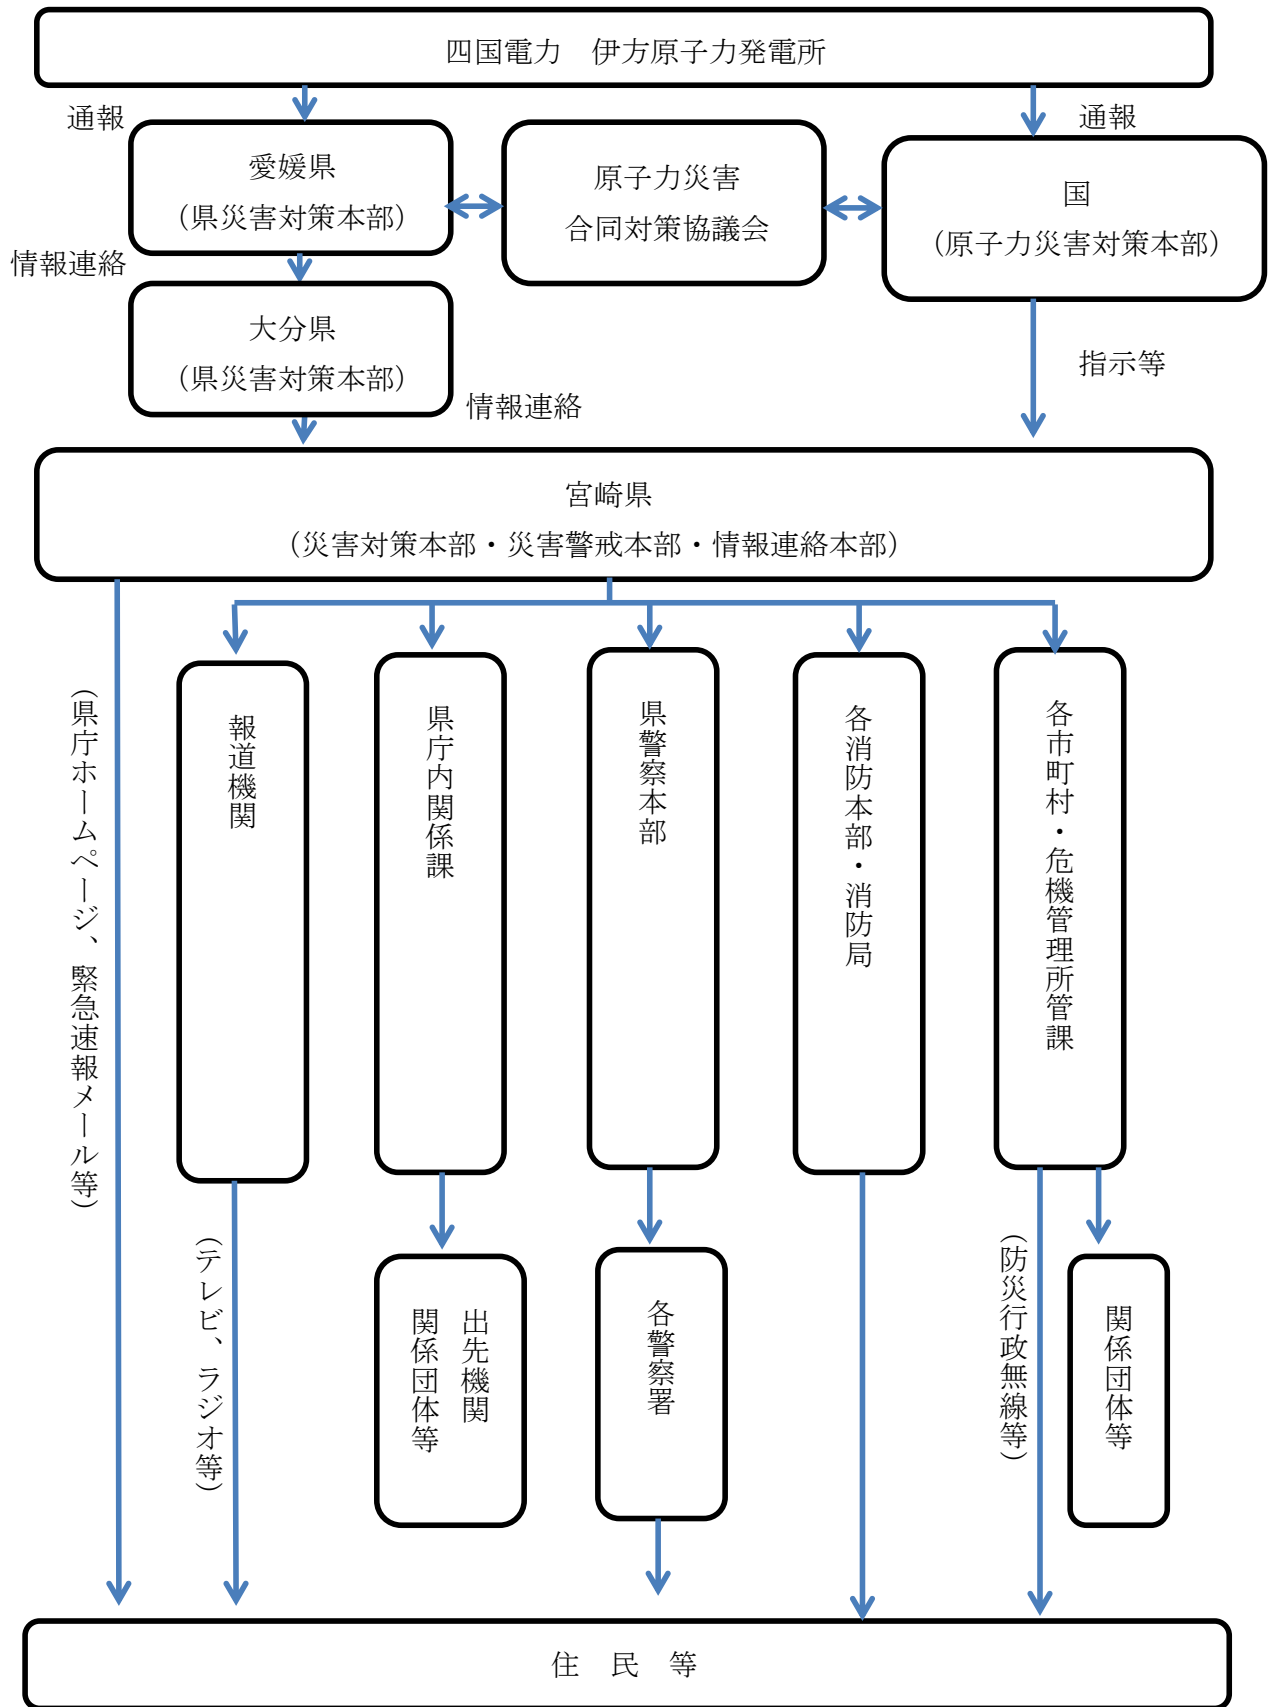 四国電力　伊方原子力発電所
通報
通報
愛媛県
（県災害対策本部）
原子力災害
合同対策協議会
国
（原子力災害対策本部）
情報連絡
大分県
（県災害対策本部）
指示等
情報連絡
宮崎県
（災害対策本部・災害警戒本部・情報連絡本部）
（県庁ホームページ、緊急速報メール等）
報道機関
県庁内関係課
県警察本部
各消防本部・消防局
各市町村・危機管理所管課
（テレビ、ラジオ等）
出先機関
関係団体等
各警察署
（防災行政無線等）
関係団体等
住　民　等